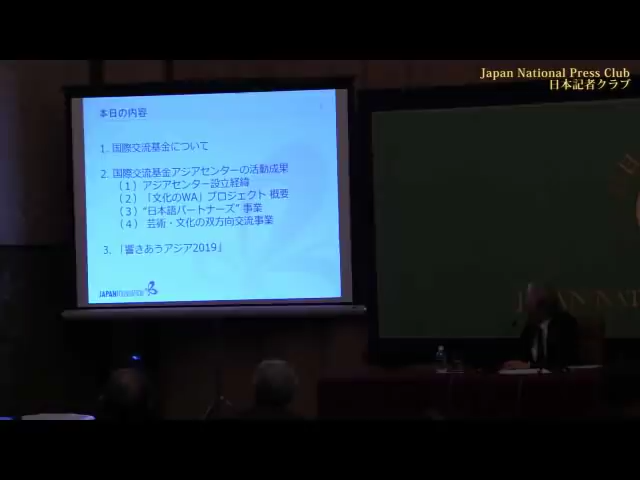 Japan National Press Club
日本記者クラブ
本日の内容
1. 国際交流基金について
2. 国際交流基金アジアセンターの活動成果
（１）アジアセンター設立経緯
（２）「文化のWA」プロジェクト 概要
（３）“日本語パートナーズ” 事業
（４） 芸術・文化の双方向交流事業
3. 「響きあうアジア2019」
JAPANFOUNDATION
JAPAN NATI